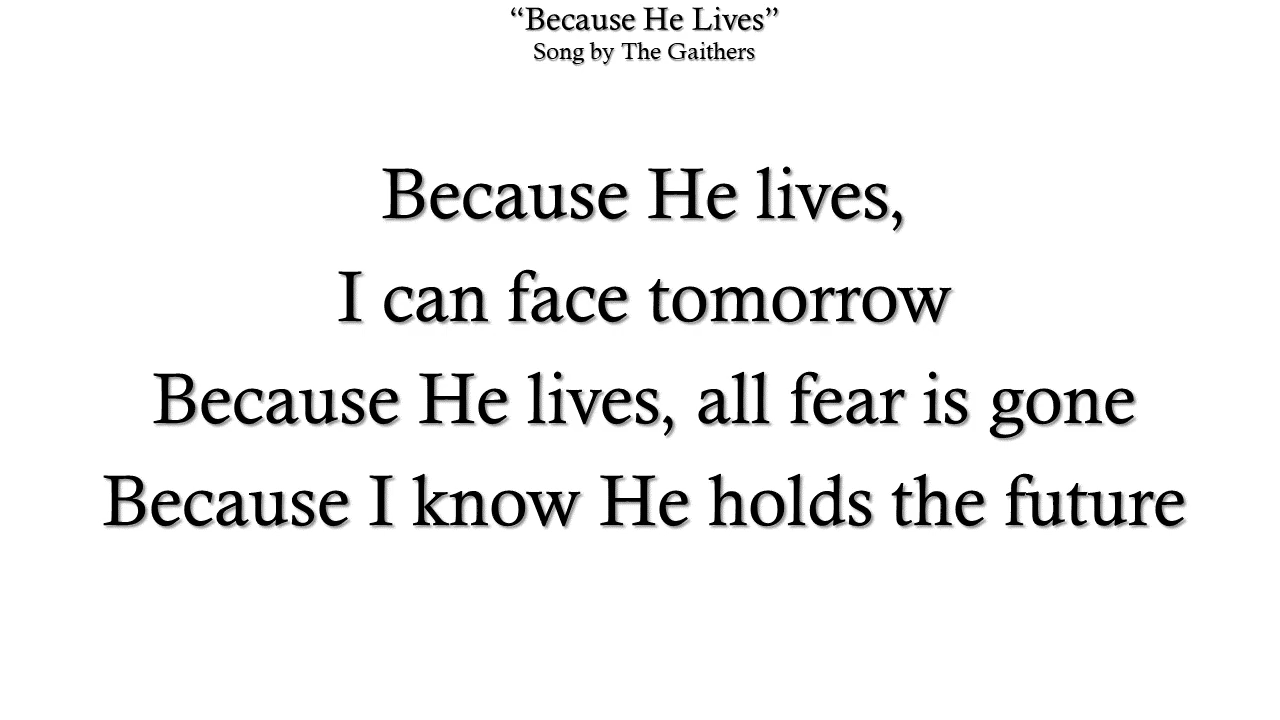 “Because He Lives”
Song by The Gaithers
Because He lives,
I can face tomorrow
Because He lives, all fear is gone
Because I know He holds the future